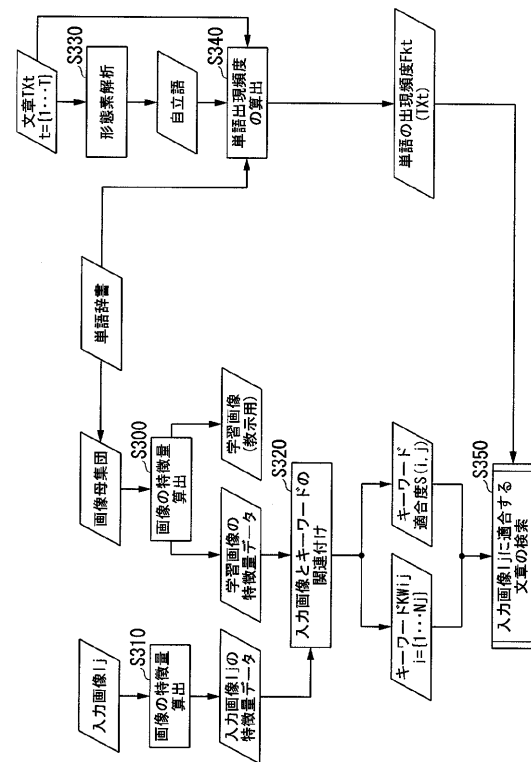 入力画像Ij
S310
画像の特徴量
算出
入力画像Ijの
特徴量データ
単語辞書
画像母集団
S300
画像の特徴量
算出
学習画像の
特徴量データ
学習画像
(教示用)
S320
入力画像とキーワードの
関連付け
キーワードKWij
i={1・・・Nj}
キーワード
適合度S(i,j)
文章TXt
t={1・・・T}
S330
形態素解析
自立語
S340
単語出現頻度
の算出
単語の出現頻度Fkt
(TXt)
S350
入力画像Ijに適合する
文章の検索